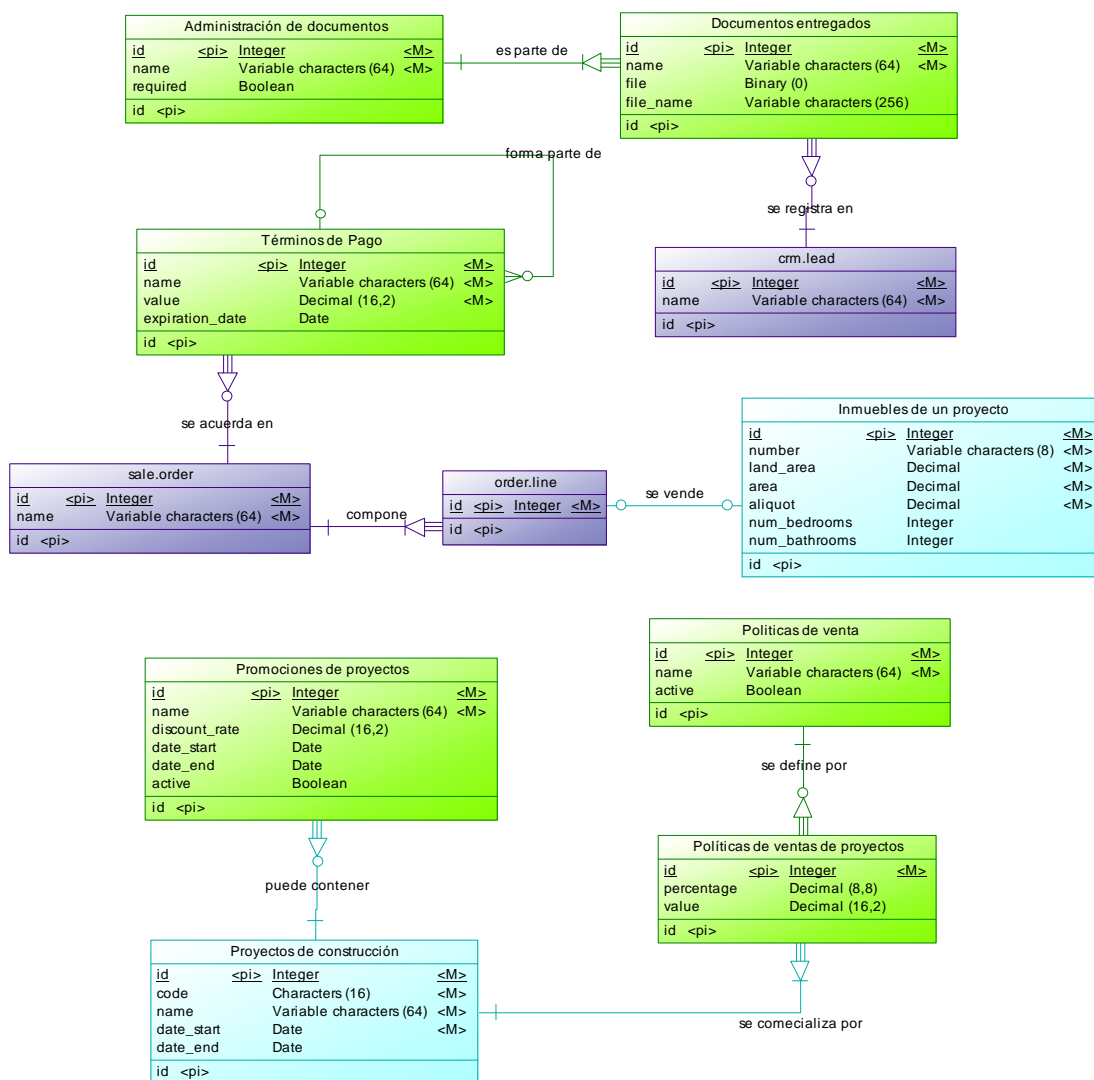 Administración de documentos
id <pi> Integer <M>
name Variable characters (64) <M>
required Boolean
id <pi>
es parte de
Documentos entregados
id <pi> Integer <M>
name Variable characters (64) <M>
file Binary (0)
file_name Variable characters (256)
id <pi>
forma parte de
se registra en
Términos de Pago
id <pi> Integer <M>
name Variable characters (64) <M>
value Decimal (16,2) <M>
expiration_date Date
id <pi>
crm.lead
id <pi> Integer <M>
name Variable characters (64) <M>
id <pi>
se acuerda en
sale.order
id <pi> Integer <M>
name Variable characters (64) <M>
id <pi>
compone
order.line
id <pi> Integer <M>
id <pi>
se vende
Inmuebles de un proyecto
id <pi> Integer <M>
number Variable characters (8) <M>
land_area Decimal <M>
area Decimal <M>
aliquot Decimal <M>
num_bedrooms Integer
num_bathrooms Integer
id <pi>
Promociones de proyectos
id <pi> Integer <M>
name Variable characters (64) <M>
discount_rate Decimal (16,2)
date_start Date
date_end Date
active Boolean
id <pi>
Politicas de venta
id <pi> Integer <M>
name Variable characters (64) <M>
active Boolean
id <pi>
se define por
Políticas de ventas de proyectos
id <pi> Integer <M>
percentage Decimal (8,8)
value Decimal (16,2)
id <pi>
puede contener
Proyectos de construcción
id <pi> Integer <M>
code Characters (16) <M>
name Variable characters (64) <M>
date_start Date <M>
date_end Date
id <pi>
se comecializa por